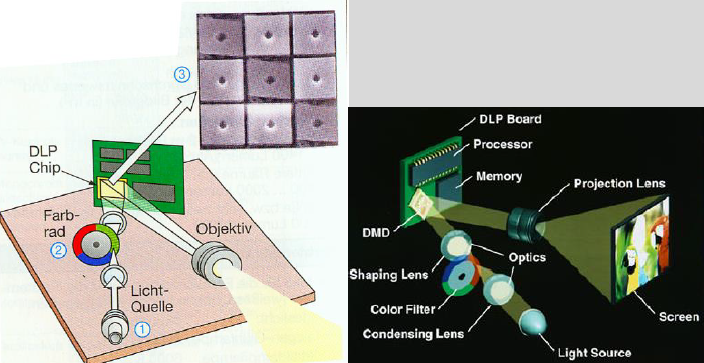 ③
DLP
Chip
Farb-
rad
②
Objektiv
Licht-
Quelle
①
DLP Board
Processor
Memory
Projection Lens
DMD
Shaping Lens
Optics
Color Filter
Condensing Lens
Screen
Light Source